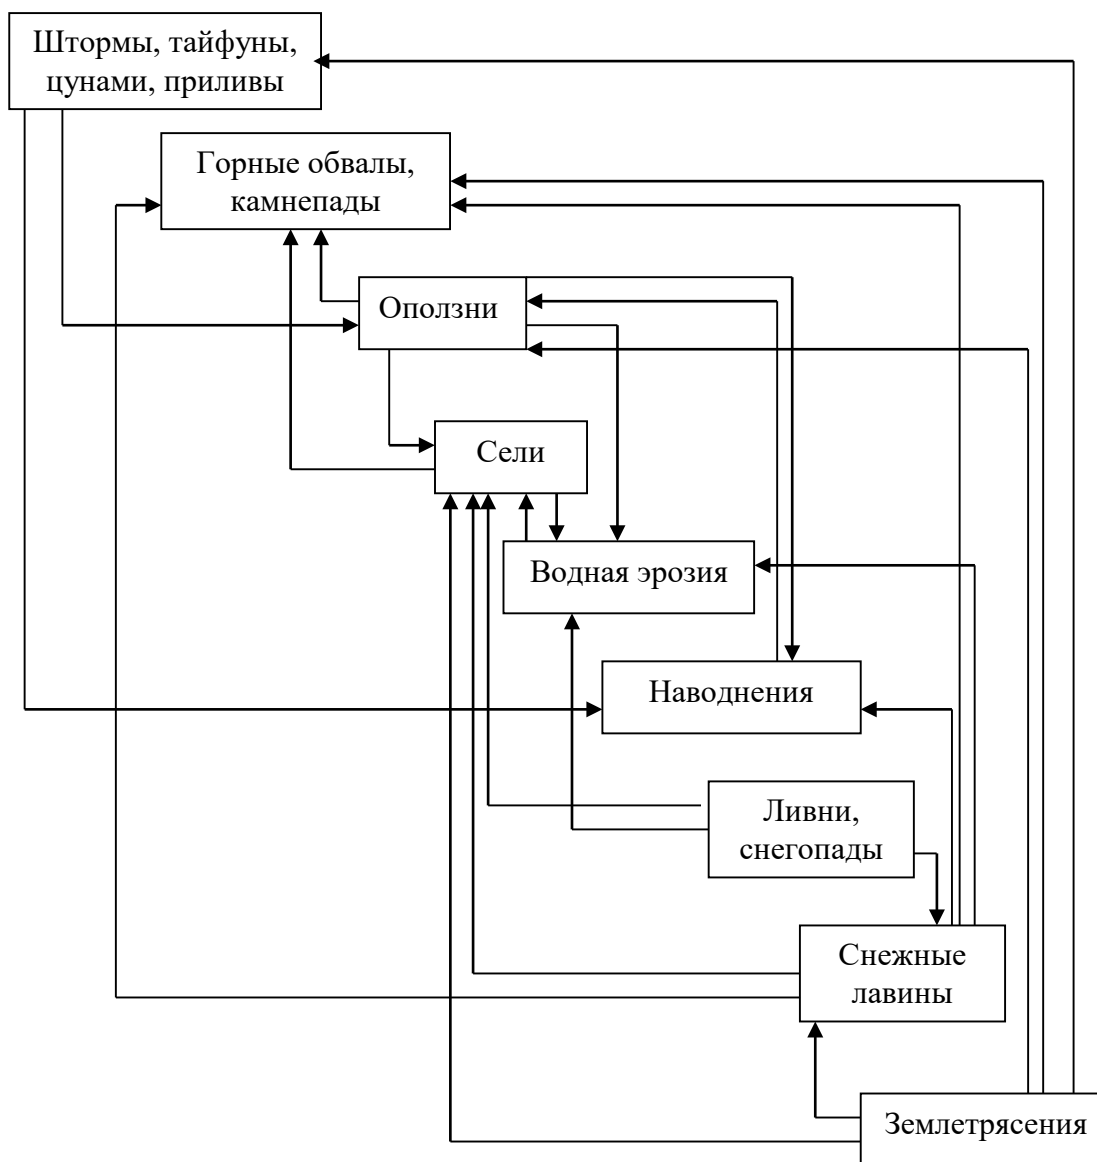 Штормы, тайфуны,
цунами, приливы
Горные обвалы,
камнепады
Оползни
Сели
Водная эрозия
Наводнения
Ливни,
снегопады
Снежные
лавины
Землетрясения